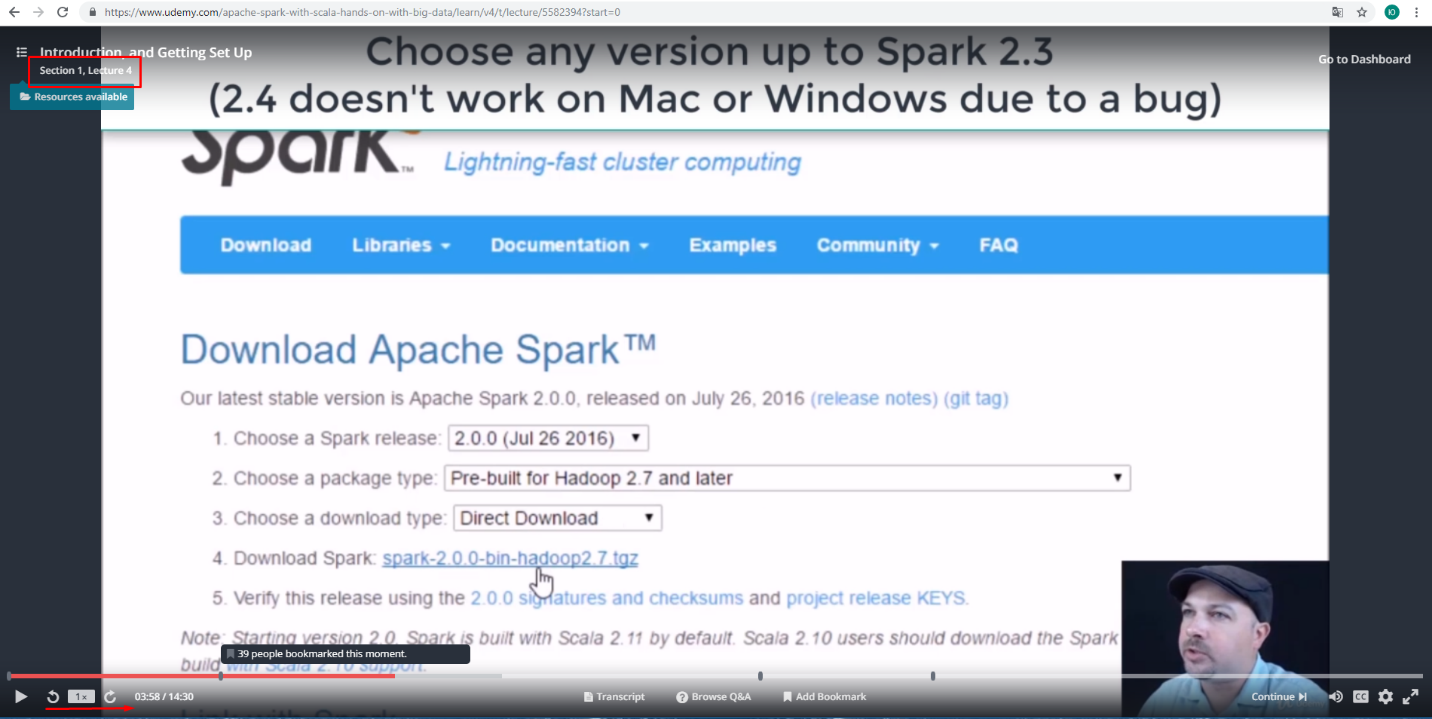 https://www.udemy.com/apache-spark-with-scala-hands-on-with-big-data/learn/v4/t/lecture/5582394?start=0
Ю
Introduction, and Getting Set Up
Section 1, Lecture 4
Resources available
Go to Dashboard
Choose any version up to Spark 2.3
(2.4 doesn't work on Mac or Windows due to a bug)
Spark™ Lightning-fast cluster computing
Download Libraries Documentation Examples Community FAQ
Download Apache Spark™
Our latest stable version is Apache Spark 2.0.0, released on July 26, 2016 (release notes) (git tag)
1. Choose a Spark release: 2.0.0 (Jul 26 2016)
2. Choose a package type: Pre-built for Hadoop 2.7 and later
3. Choose a download type: Direct Download
4. Download Spark: spark-2.0.0-bin-hadoop2.7.tgz
5. Verify this release using the 2.0.0 signatures and checksums and project release KEYS.
Note: Starting version 2.0, Spark is built with Scala 2.11 by default. Scala 2.10 users should download the Spark
39 people bookmarked this moment.
build with Scala 2.10 support.
1x 03:58 / 14:30 Transcript Browse Q&A Add Bookmark Continue CC